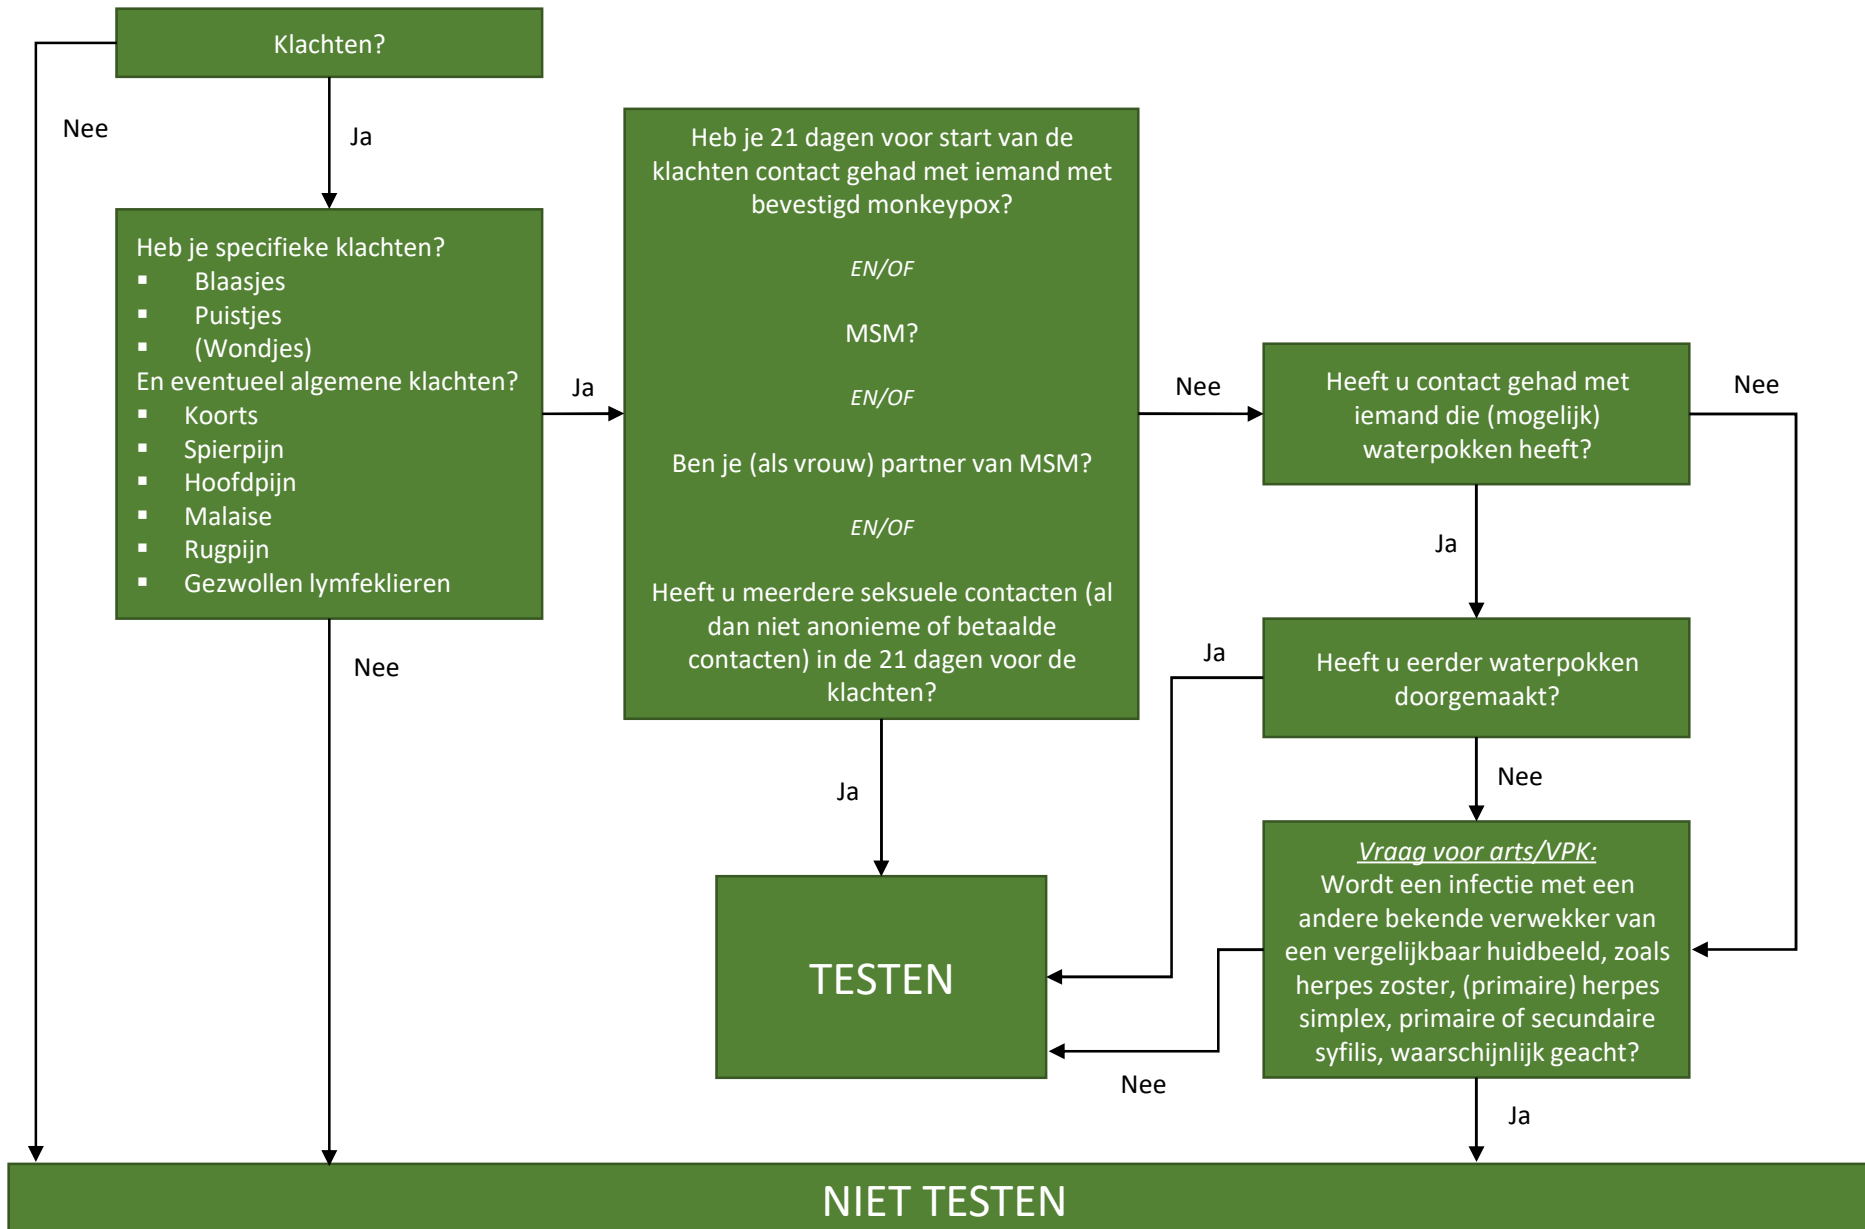 Klachten?
Nee
Ja
Heb je specifieke klachten?
▪ Blaasjes
▪ Puistjes
▪ (Wondjes)
En eventueel algemene klachten?
▪ Koorts
▪ Spierpijn
▪ Hoofdpijn
▪ Malaise
▪ Rugpijn
▪ Gezwollen lymfeklieren
Ja
Nee
Heb je 21 dagen voor start van de
klachten contact gehad met iemand met
bevestigd monkeypox?
EN/OF
MSM?
EN/OF
Ben je (als vrouw) partner van MSM?
EN/OF
Heeft u meerdere seksuele contacten (al
dan niet anonieme of betaalde
contacten) in de 21 dagen voor de
klachten?
Nee
Ja
Heeft u contact gehad met
iemand die (mogelijk)
waterpokken heeft?
Nee
Ja
Heeft u eerder waterpokken
doorgemaakt?
Ja
Nee
Vraag voor arts/VPK:
Wordt een infectie met een
andere bekende verwekker van
een vergelijkbaar huidbeeld, zoals
herpes zoster, (primaire) herpes
simplex, primaire of secundaire
syfilis, waarschijnlijk geacht?
Nee
Ja
TESTEN
NIET TESTEN